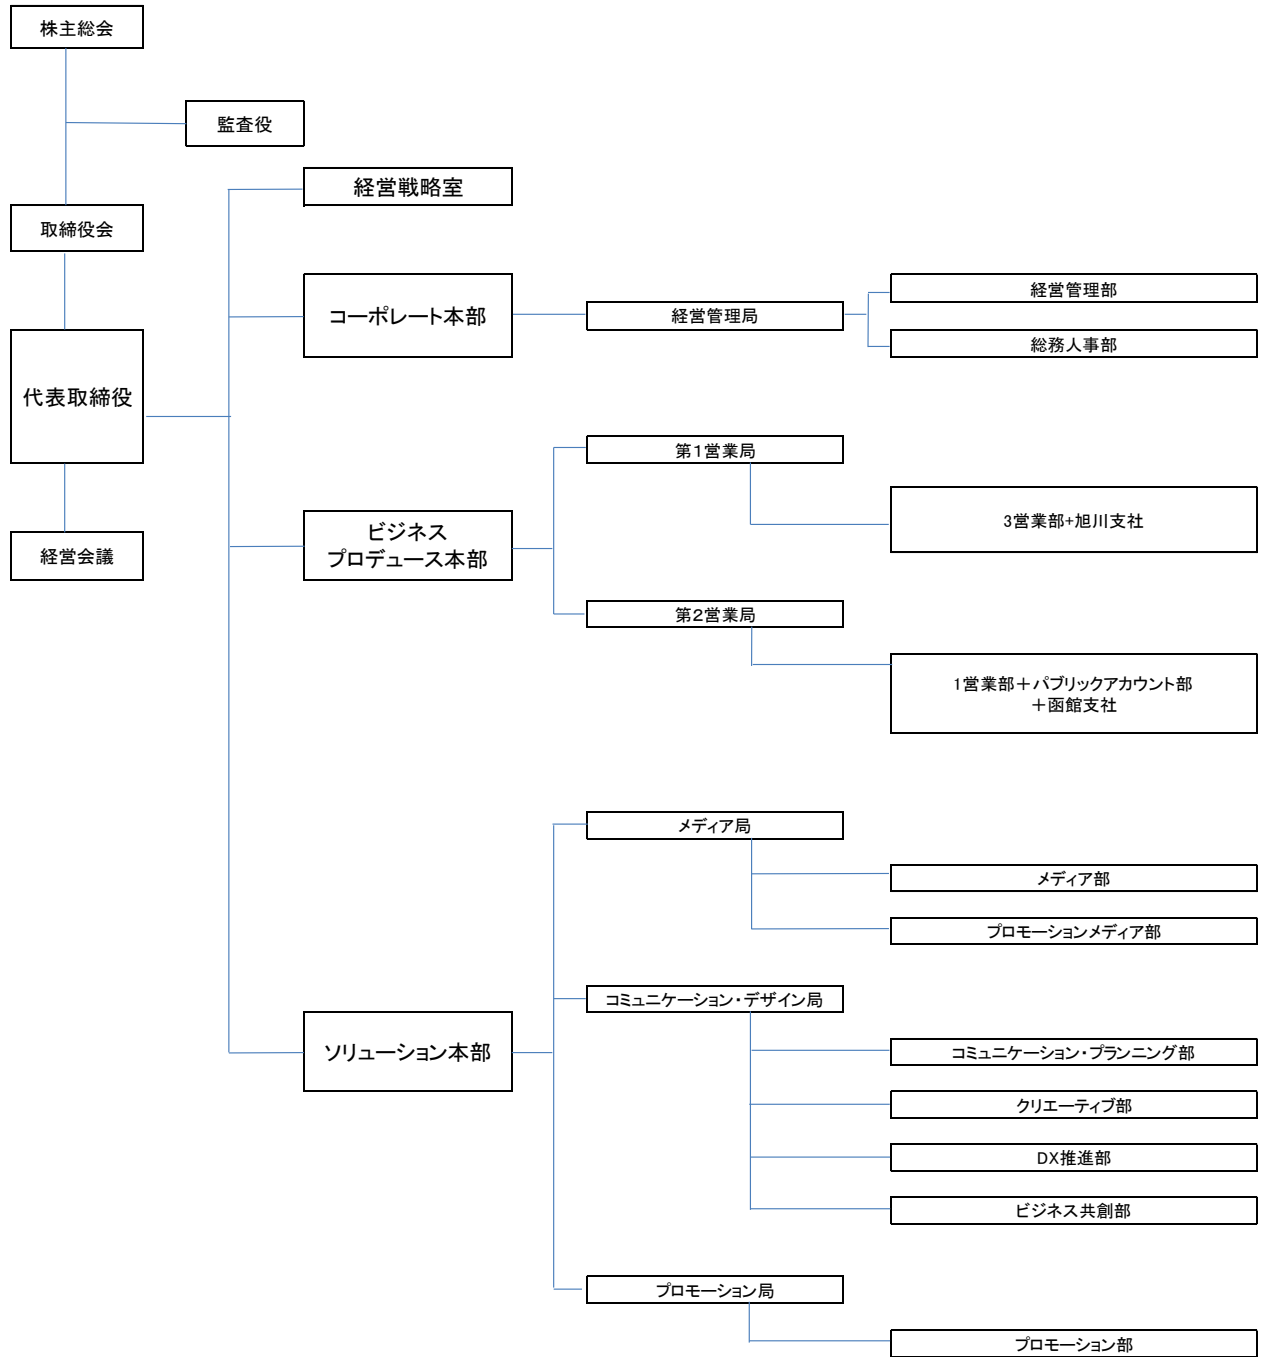 株主総会
監査役
経営戦略室
取締役会
コーポレート本部
経営管理局
経営管理部
総務人事部
代表取締役
経営会議
ビジネス
プロデュース本部
第1営業局
3営業部+旭川支社
第2営業局
1営業部＋パブリックアカウント部
＋函館支社
ソリューション本部
メディア局
メディア部
プロモーションメディア部
コミュニケーション・デザイン局
コミュニケーション・プランニング部
クリエーティブ部
DX推進部
ビジネス共創部
プロモーション局
プロモーション部